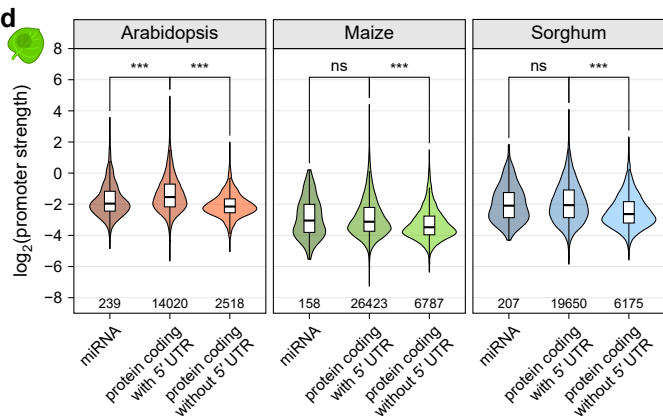 d
Arabidopsis Maize Sorghum
log2(promoter strength)
8
6
4
2
0
−2
−4
−6
−8
*** *** ns *** ns ***
239 14020 2518 158 26423 6787 207 19650 6175
miRNA
protein coding
with 5′ UTR
protein coding
without 5′ UTR
miRNA
protein coding
with 5′ UTR
protein coding
without 5′ UTR
miRNA
protein coding
with 5′ UTR
protein coding
without 5′ UTR